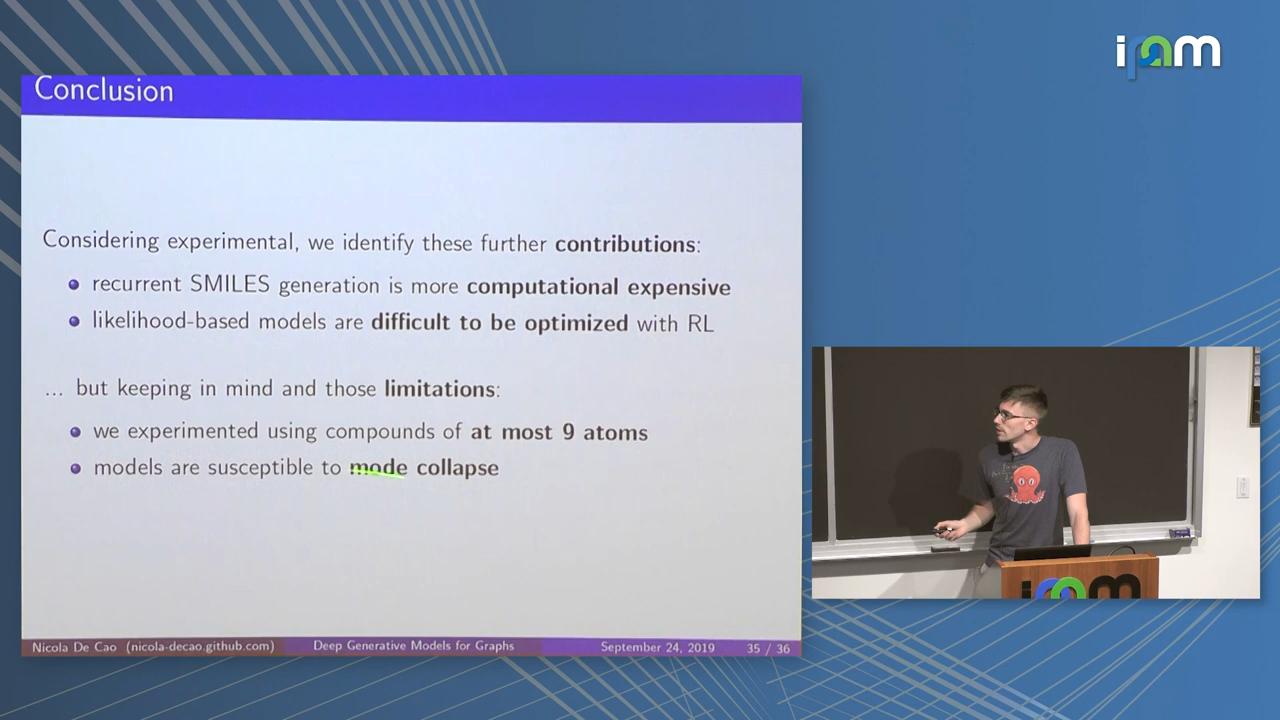 ipam
Conclusion
Considering experimental, we identify these further contributions:
recurrent SMILES generation is more computational expensive
likelihood-based models are difficult to be optimized with RL
... but keeping in mind and those limitations:
we experimented using compounds of at most 9 atoms
models are susceptible to mode collapse
Nicola De Cao (nicola-decao.github.com)
Deep Generative Models for Graphs
September 24, 2019
35 / 36
ipam